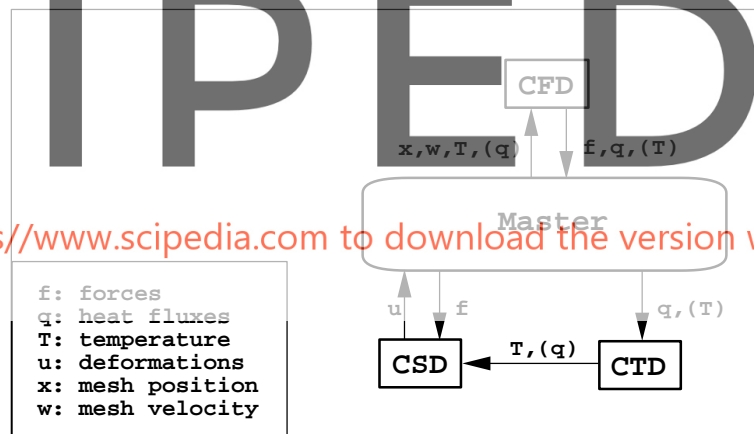 IPED
CFD
x,w,T,(q)
f,q,(T)
Master
s//www.scipedia.com to download the version w
f: forces
q: heat fluxes
T: temperature
u: deformations
x: mesh position
w: mesh velocity
u
f
q,(T)
CSD
T,(q)
CTD